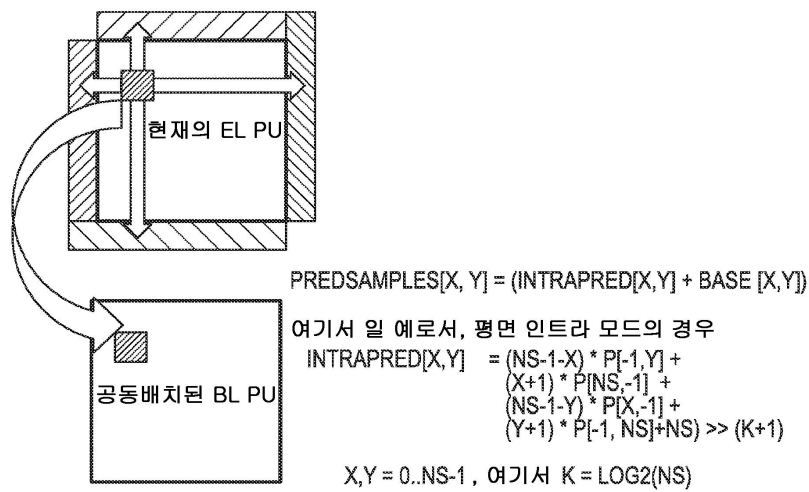 현재의 EL PU
PREDSAMPLES[X, Y] = (INTRAPRED[X,Y] + BASE [X,Y])
여기서 일 예로서, 평면 인트라 모드의 경우
INTRAPRED[X,Y] = (NS-1-X) * P[-1,Y] +
(X+1) * P[NS,-1] +
(NS-1-Y) * P[X,-1] +
(Y+1) * P[-1, NS]+NS) >> (K+1)
공동배치된 BL PU
X,Y = 0..NS-1 , 여기서 K = LOG2(NS)